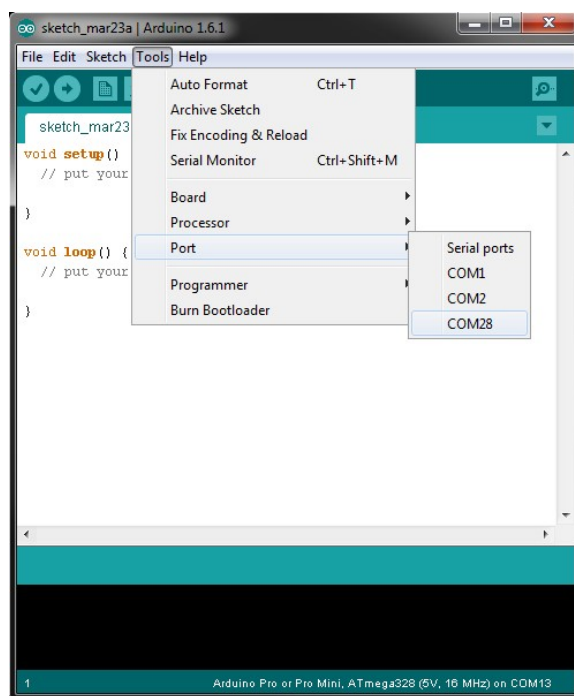 sketch_mar23a | Arduino 1.6.1
File Edit Sketch Tools Help
sketch_mar23
void setup()
// put your
}
void loop() {
// put your
}
Auto Format Ctrl+T
Archive Sketch
Fix Encoding & Reload
Serial Monitor Ctrl+Shift+M
Board
Processor
Port
Programmer
Burn Bootloader
Serial ports
COM1
COM2
COM28
1 Arduino Pro or Pro Mini, ATmega328 (5V, 16 MHz) on COM13